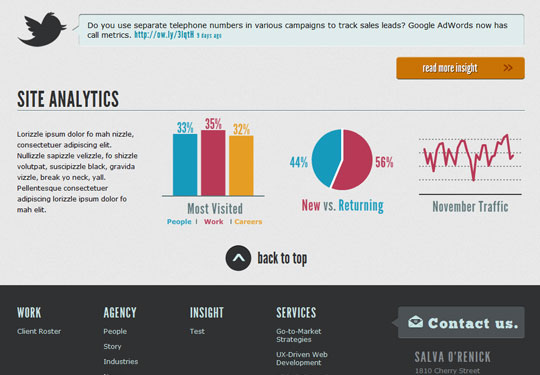 Do you use separate telephone numbers in various campaigns to track sales leads? Google AdWords now has
call metrics. http://ow.ly/3lqtH 9 days ago
read more insight
SITE ANALYTICS
Lorizzle ipsum dolor fo mah nizzle,
consectetuer adipiscing elit.
Nullizzle sapizzle velizzle, fo shizzle
volutpat, suscipizzle black, gravida
vizzle, break yo neck, yall.
Pellentesque consectetuer
adipiscing lorizzle ipsum dolor fo
mah elit.
33% 35% 32%
Most Visited
People | Work | Careers
44% 56%
New vs. Returning
November Traffic
back to top
WORK
Client Roster
AGENCY
People
Story
Industries
INSIGHT
Test
SERVICES
Go-to-Market
Strategies
UX-Driven Web
Development
Contact us.
SALVA O'RENICK
1810 Cherry Street